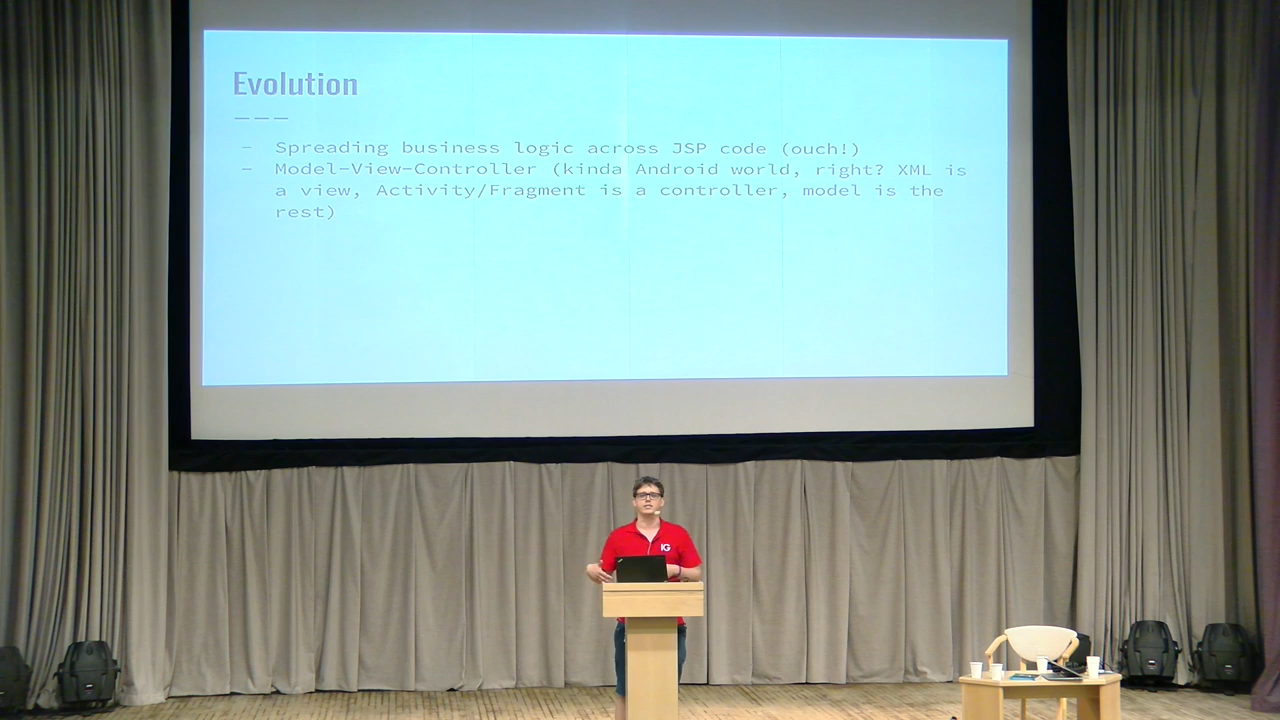 Evolution
– Spreading business logic across JSP code (ouch!)
– Model-View-Controller (kinda Android world, right? XML is
a view, Activity/Fragment is a controller, model is the
rest)
IG